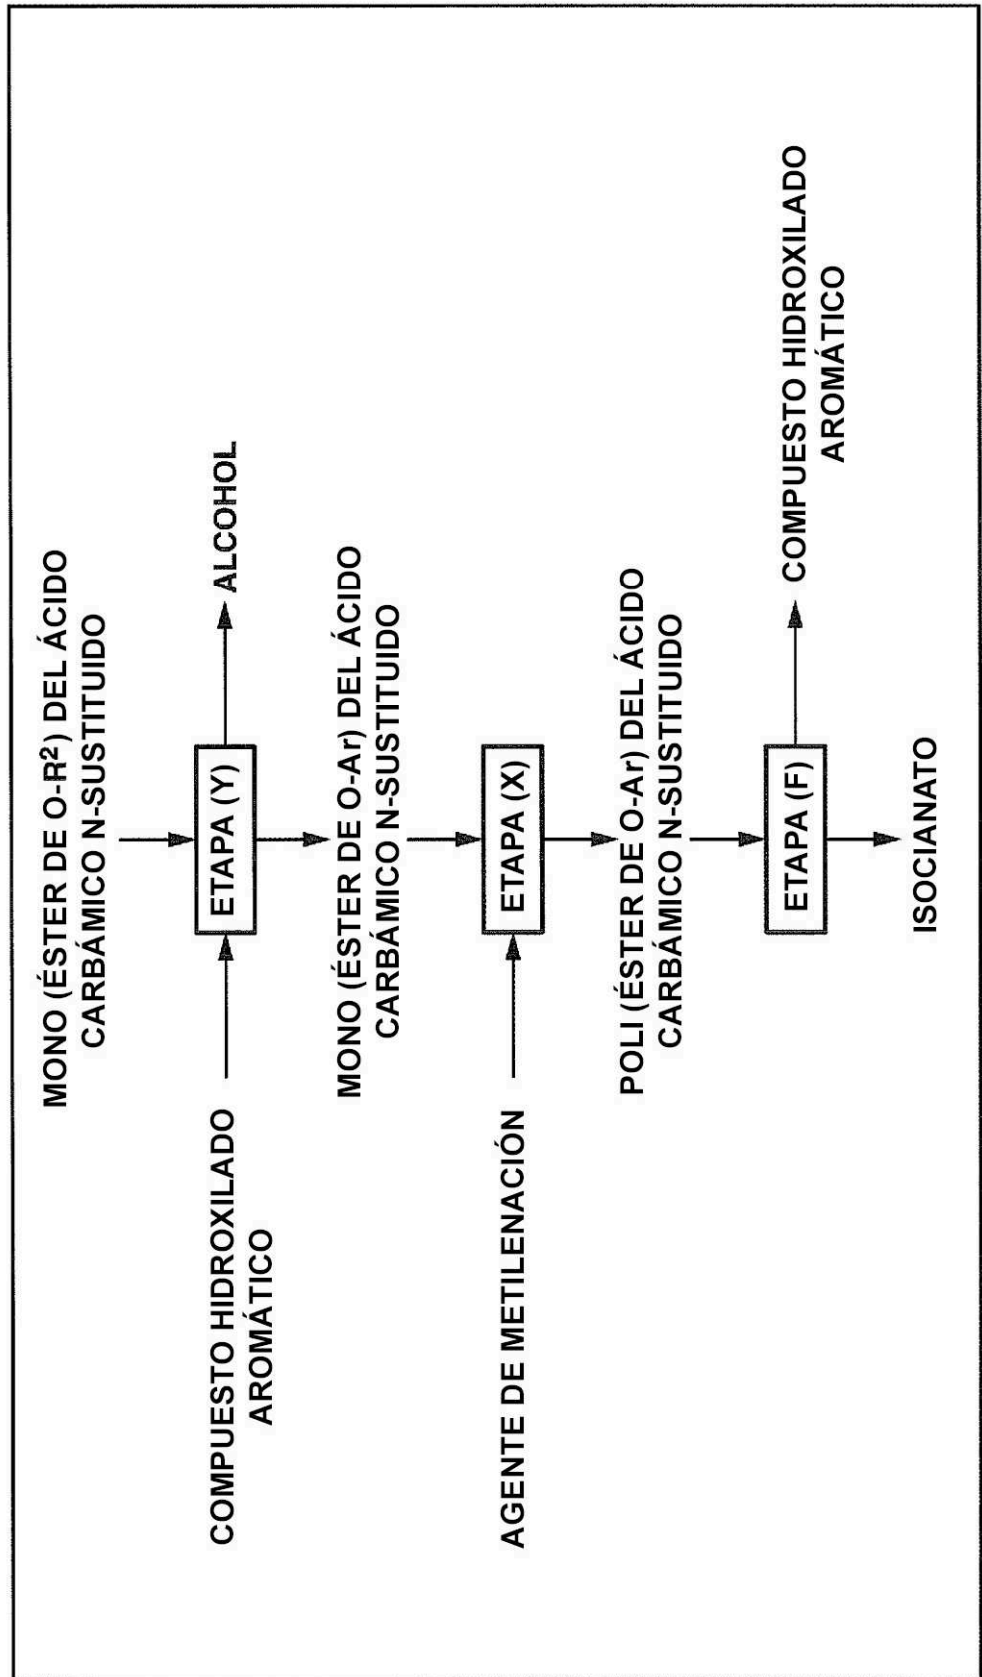 MONO (ÉSTER DE O-R²) DEL ÁCIDO
CARBÁMICO N-SUSTITUIDO
COMPUESTO HIDROXILADO
AROMÁTICO
ETAPA (Y)
ALCOHOL
MONO (ÉSTER DE O-Ar) DEL ÁCIDO
CARBÁMICO N-SUSTITUIDO
AGENTE DE METILENACIÓN
ETAPA (X)
POLI (ÉSTER DE O-Ar) DEL ÁCIDO
CARBÁMICO N-SUSTITUIDO
ETAPA (F)
COMPUESTO HIDROXILADO
AROMÁTICO
ISOCIANATO